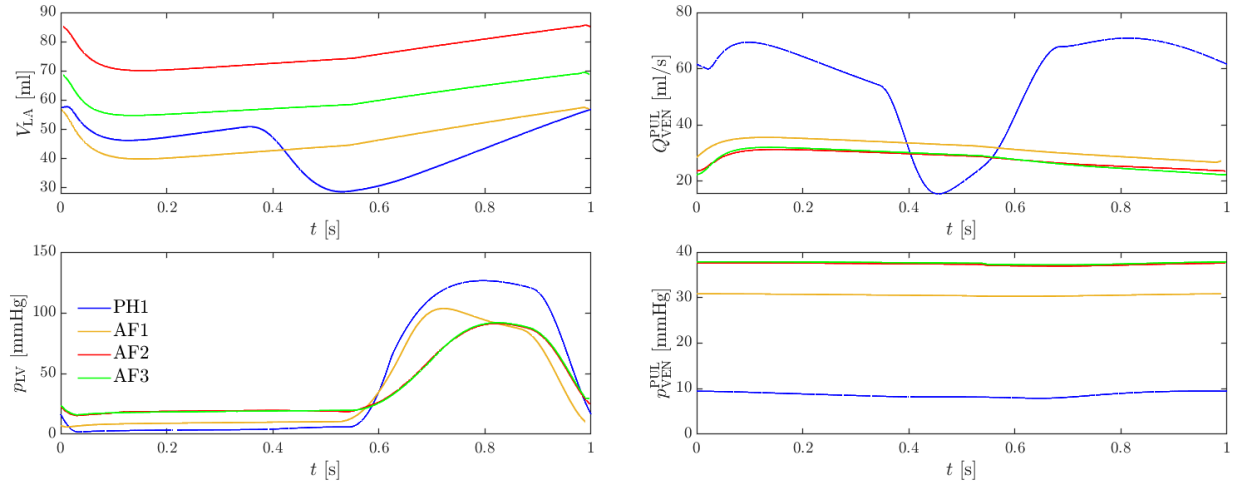 90
80
70
60
50
40
30
V_LA [ml]
0 0.2 0.4 0.6 0.8 1
t [s]
80
60
40
20
Q_VEN^PUL [ml/s]
0 0.2 0.4 0.6 0.8 1
t [s]
150
100
50
0
p_LV [mmHg]
PH1
AF1
AF2
AF3
0 0.2 0.4 0.6 0.8 1
t [s]
40
30
20
10
0
p_VEN^PUL [mmHg]
0 0.2 0.4 0.6 0.8 1
t [s]